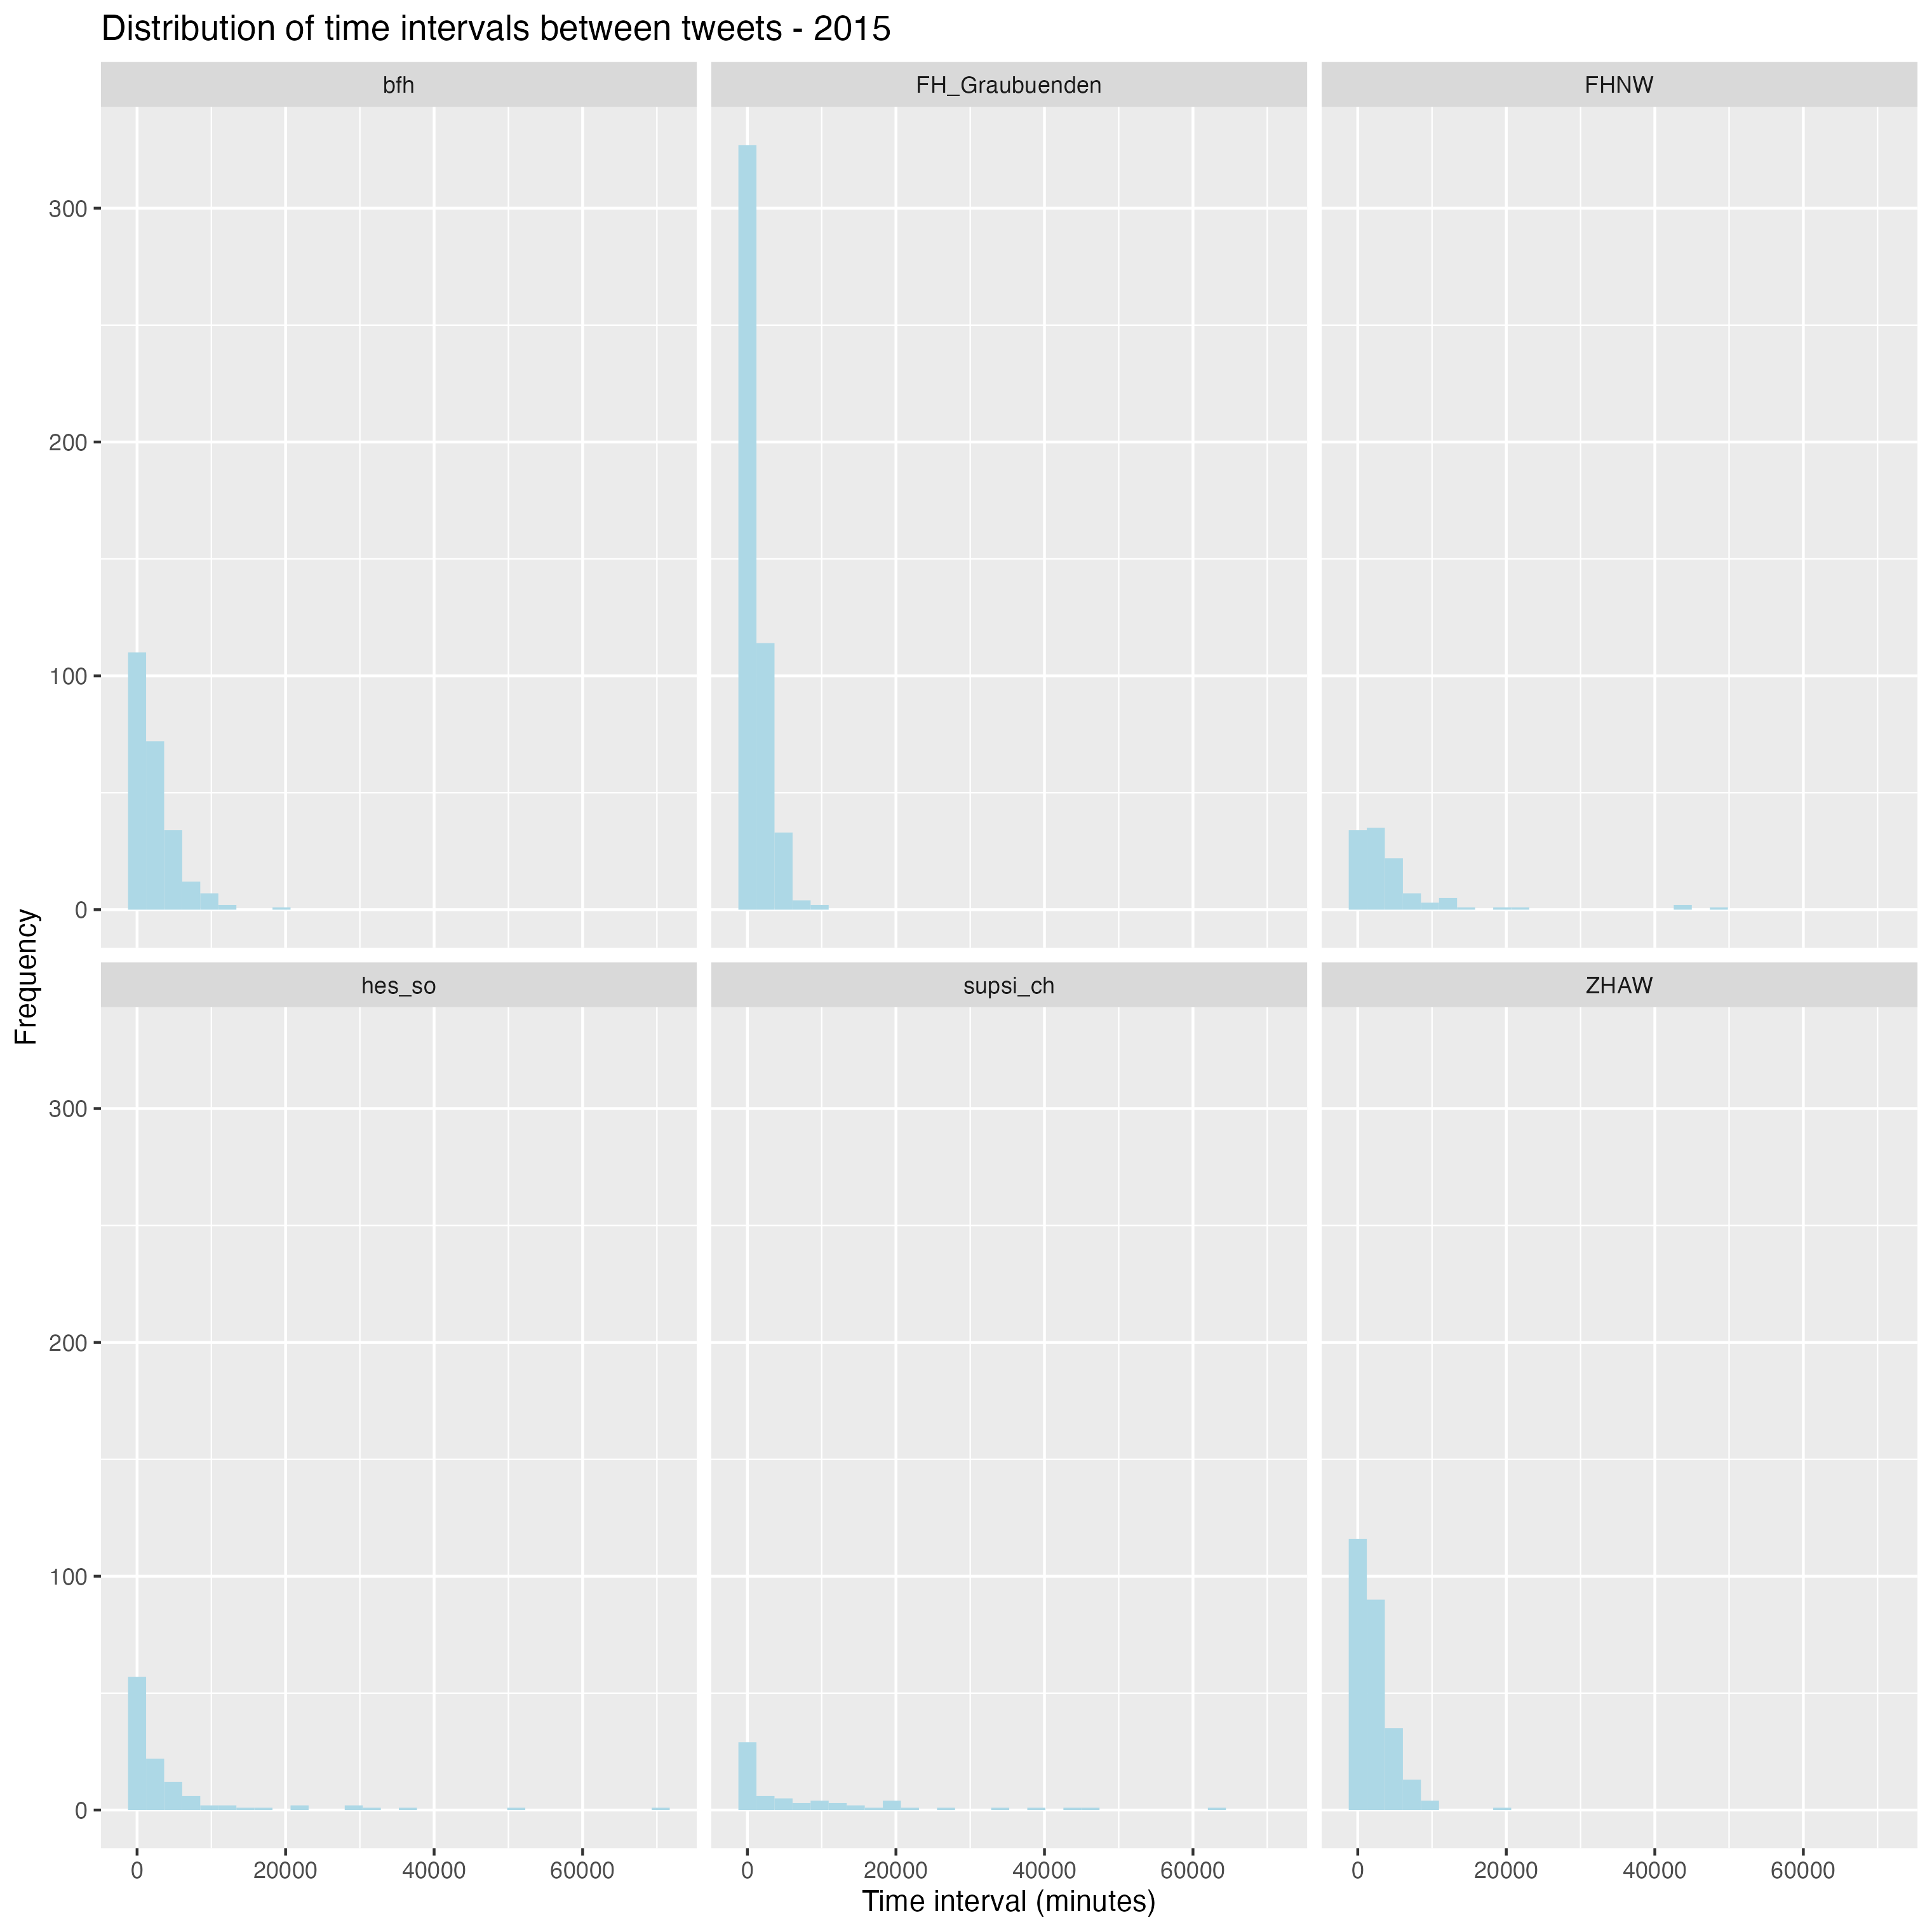 Distribution of time intervals between tweets - 2015
bfh
FH_Graubuenden
FHNW
300
200
100
0
hes_so
supsi_ch
ZHAW
300
200
100
0
Frequency
0 20000 40000 60000
0 20000 40000 60000
0 20000 40000 60000
Time interval (minutes)